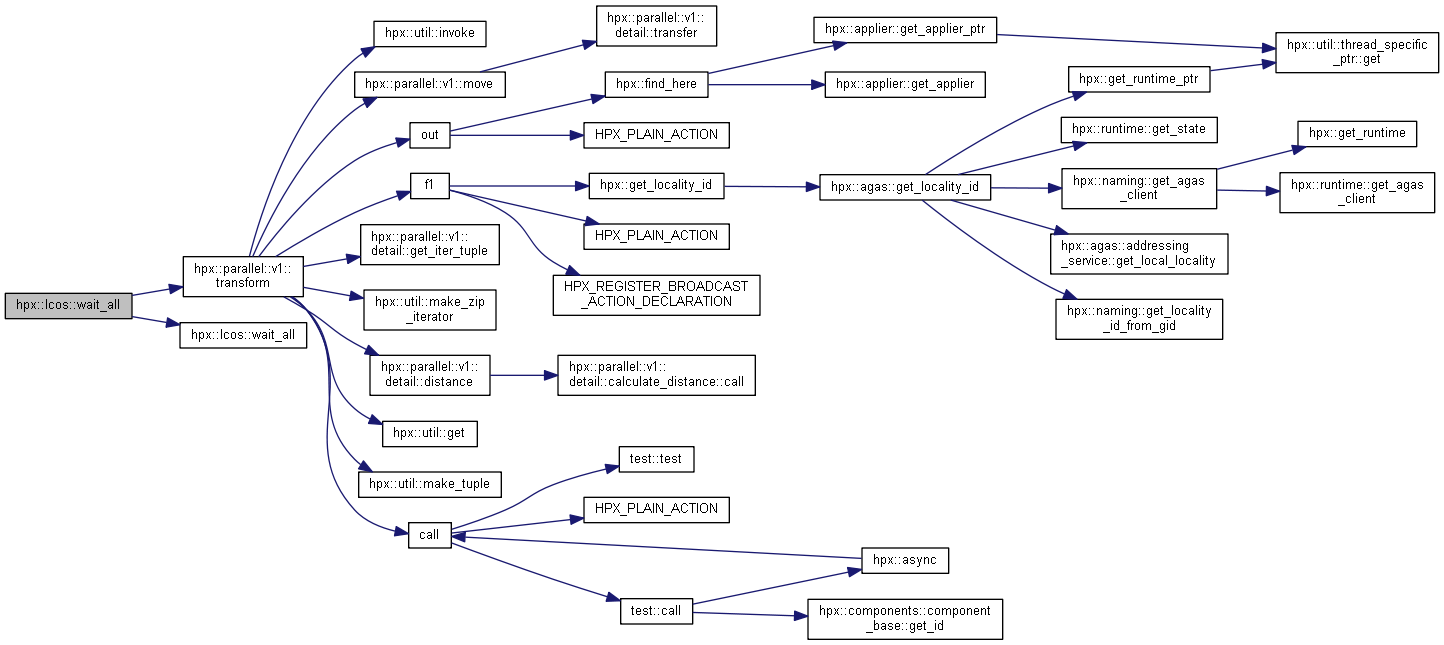 hpx::lcos::wait_all
hpx::parallel::v1::
transform
hpx::lcos::wait_all
hpx::util::invoke
hpx::parallel::v1::move
out
f1
hpx::parallel::v1::
detail::get_iter_tuple
hpx::util::make_zip
_iterator
hpx::parallel::v1::
detail::distance
hpx::util::get
hpx::util::make_tuple
call
hpx::parallel::v1::
detail::transfer
hpx::find_here
HPX_PLAIN_ACTION
hpx::get_locality_id
HPX_PLAIN_ACTION
HPX_REGISTER_BROADCAST
_ACTION_DECLARATION
hpx::parallel::v1::
detail::calculate_distance::call
test::test
HPX_PLAIN_ACTION
test::call
hpx::applier::get_applier_ptr
hpx::applier::get_applier
hpx::agas::get_locality_id
hpx::async
hpx::components::component
_base::get_id
hpx::get_runtime_ptr
hpx::runtime::get_state
hpx::naming::get_agas
_client
hpx::agas::addressing
_service::get_local_locality
hpx::naming::get_locality
_id_from_gid
hpx::util::thread_specific
_ptr::get
hpx::get_runtime
hpx::runtime::get_agas
_client